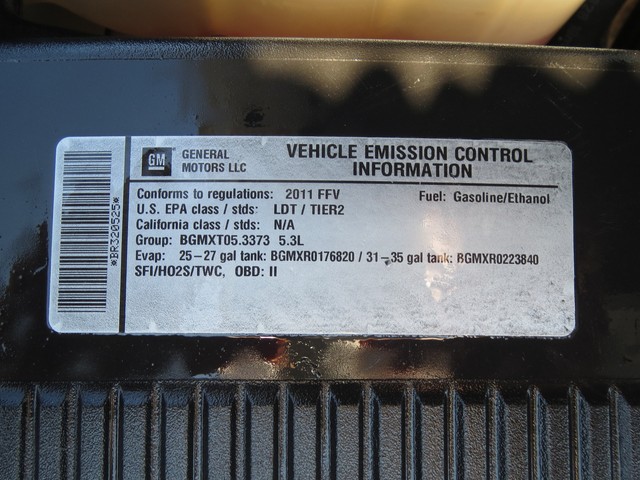 *BR320525*
GM
GENERAL
MOTORS LLC
VEHICLE EMISSION CONTROL
INFORMATION
Conforms to regulations: 2011 FFV
Fuel: Gasoline/Ethanol
U.S. EPA class / stds: LDT / TIER2
California class / stds: N/A
Group: BGMXT05.3373 5.3L
Evap: 25-27 gal tank: BGMXR0176820 / 31-35 gal tank: BGMXR0223840
SFI/HO2S/TWC, OBD: II